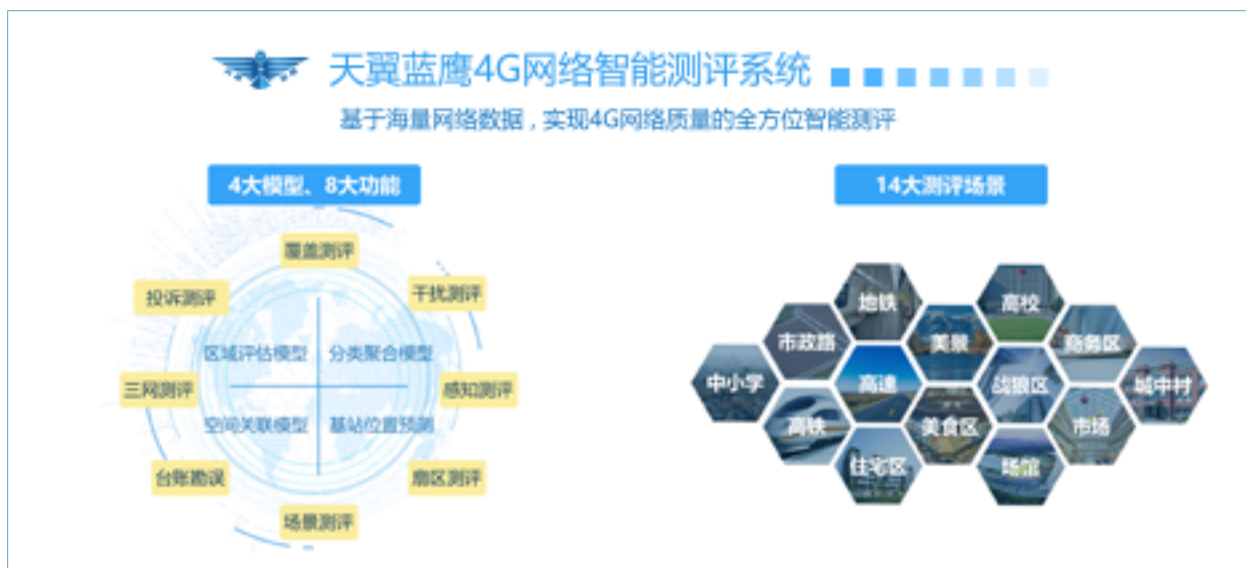 天翼蓝鹰4G网络智能测评系统
基于海量网络数据，实现4G网络质量的全方位智能测评
4大模型、8大功能
14大测评场景
覆盖测评
投诉测评
干扰测评
区域评估模型
分类聚合模型
三网测评
感知测评
空间关联模型
基站位置预测
台账勘误
扇区测评
场景测评
地铁
高校
市政路
美景
商务区
中小学
高速
战狼区
城中村
高铁
美食区
市场
住宅区
场馆